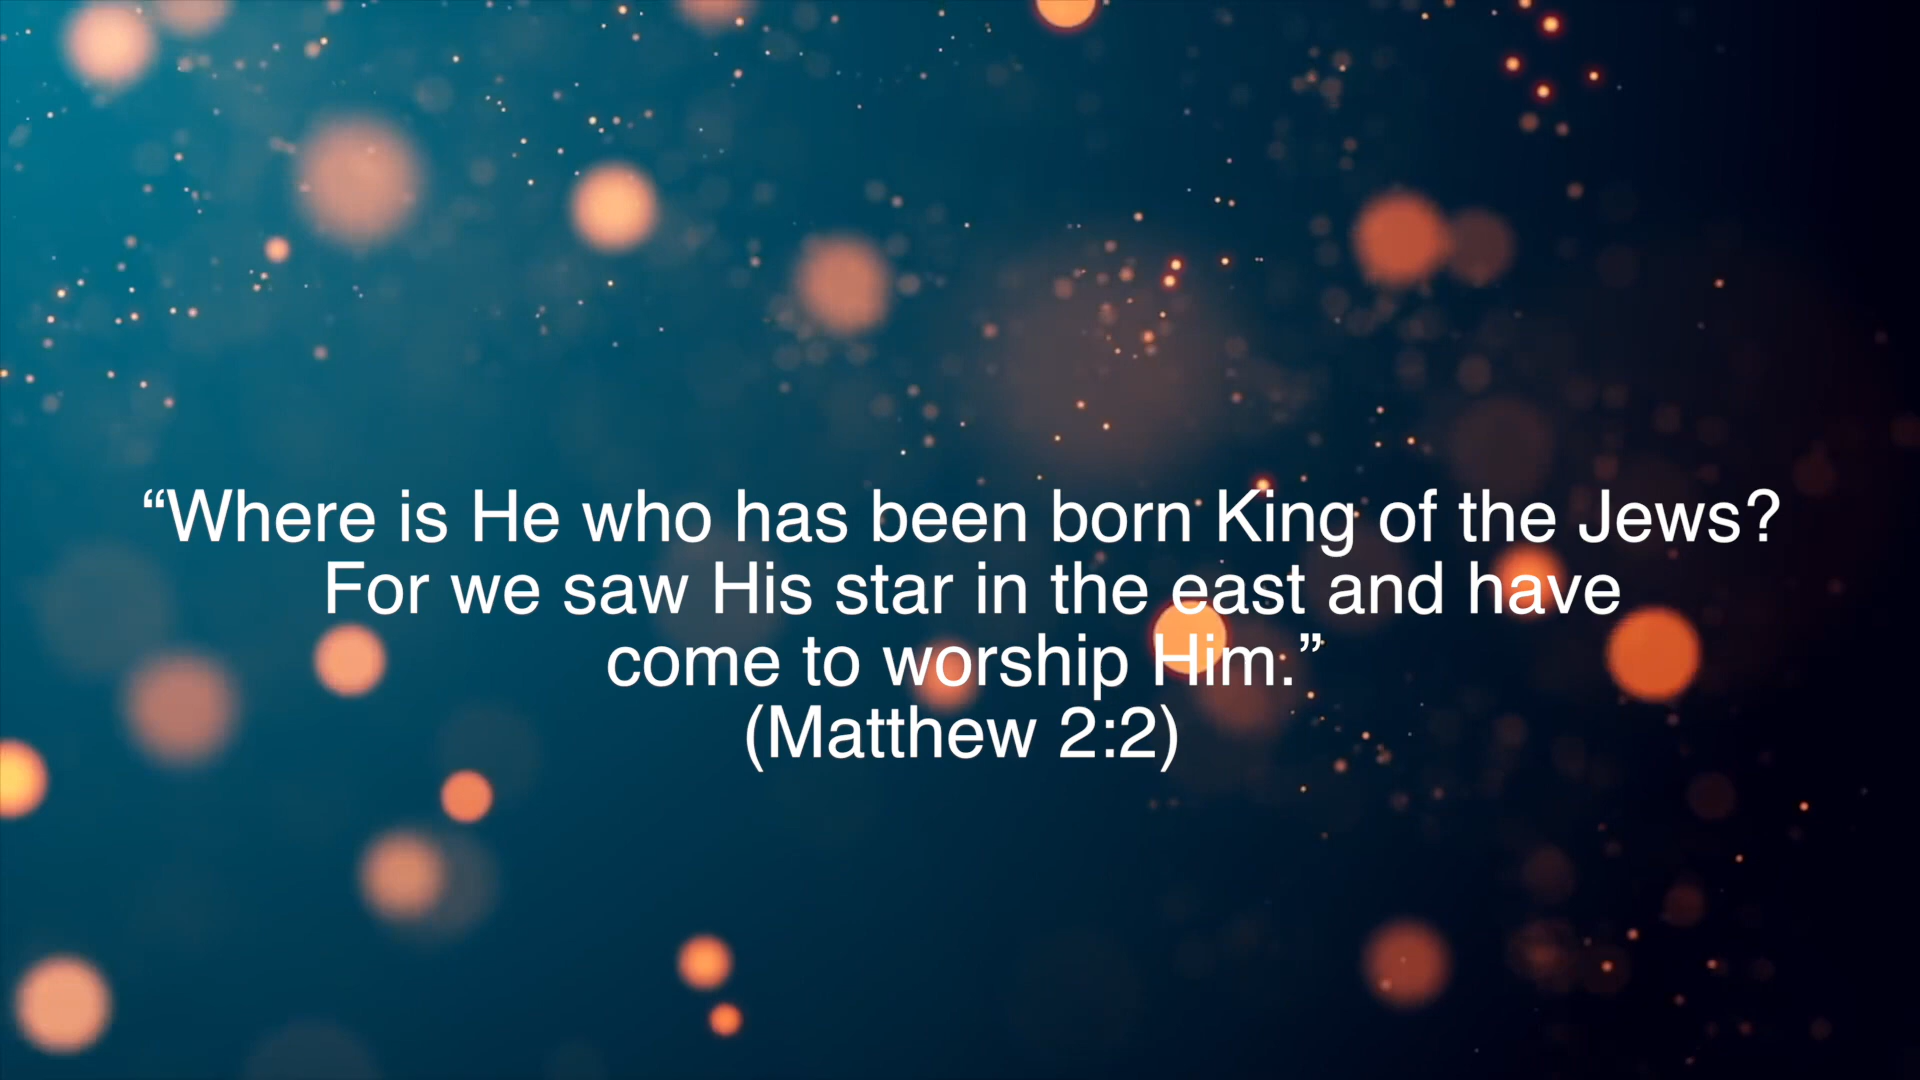 “Where is He who has been born King of the Jews?
For we saw His star in the east and have
come to worship Him.”
(Matthew 2:2)